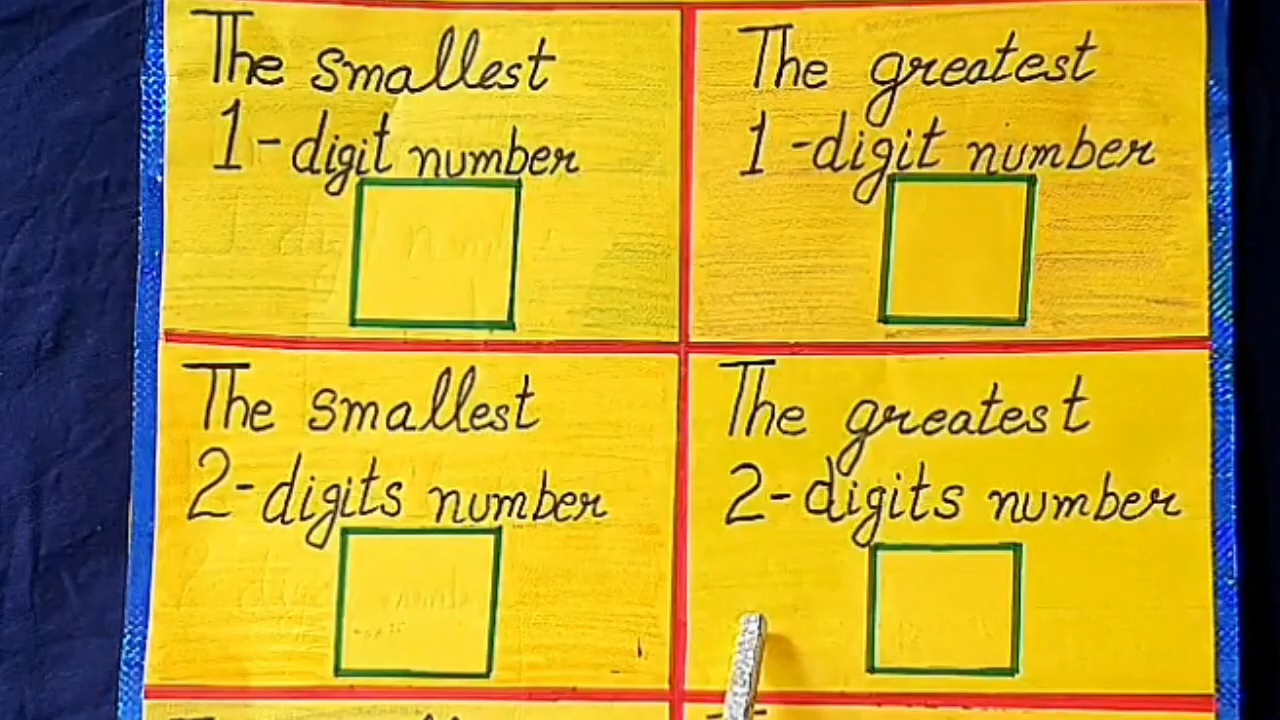 The smallest
1-digit number
The greatest
1-digit number
The smallest
2-digits number
The greatest
2-digits number